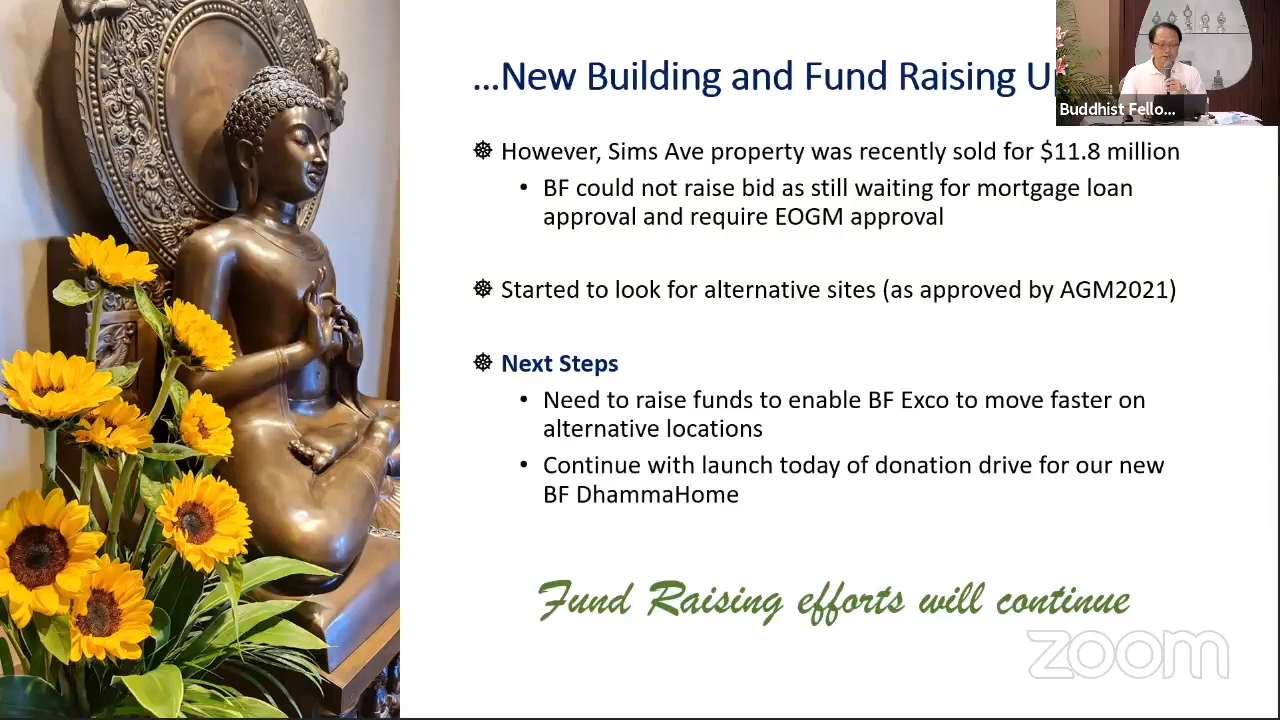 ...New Building and Fund Raising
Buddhist Fello...
However, Sims Ave property was recently sold for $11.8 million
• BF could not raise bid as still waiting for mortgage loan
approval and require EOGM approval
Started to look for alternative sites (as approved by AGM2021)
Next Steps
• Need to raise funds to enable BF Exco to move faster on
alternative locations
• Continue with launch today of donation drive for our new
BF DhammaHome
Fund Raising efforts will continue
zoom